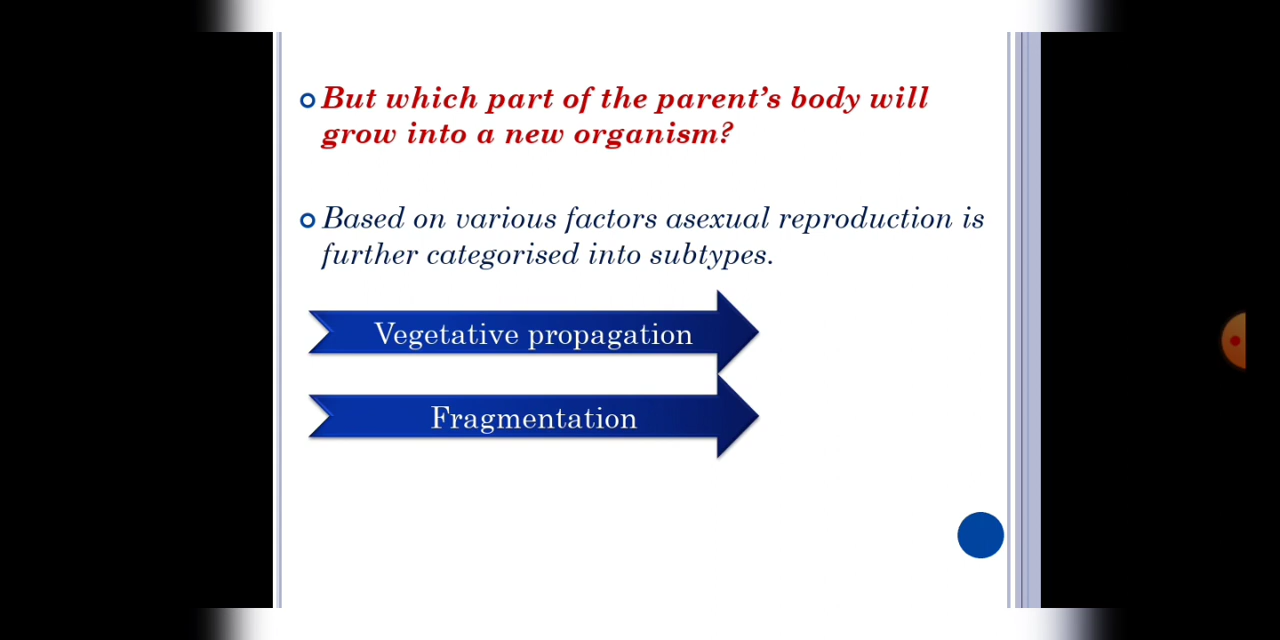 But which part of the parent’s body will
grow into a new organism?
Based on various factors asexual reproduction is
further categorised into subtypes.
Vegetative propagation
Fragmentation